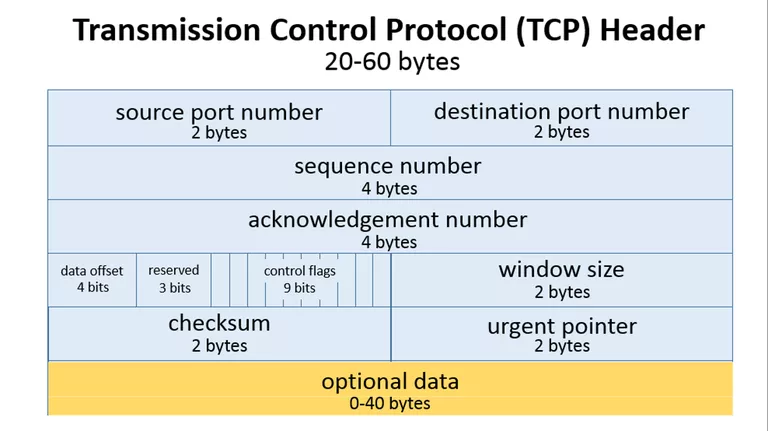 Transmission Control Protocol (TCP) Header
20-60 bytes
source port number
2 bytes
destination port number
2 bytes
sequence number
4 bytes
acknowledgement number
4 bytes
data offset
4 bits
reserved
3 bits
control flags
9 bits
window size
2 bytes
checksum
2 bytes
urgent pointer
2 bytes
optional data
0-40 bytes